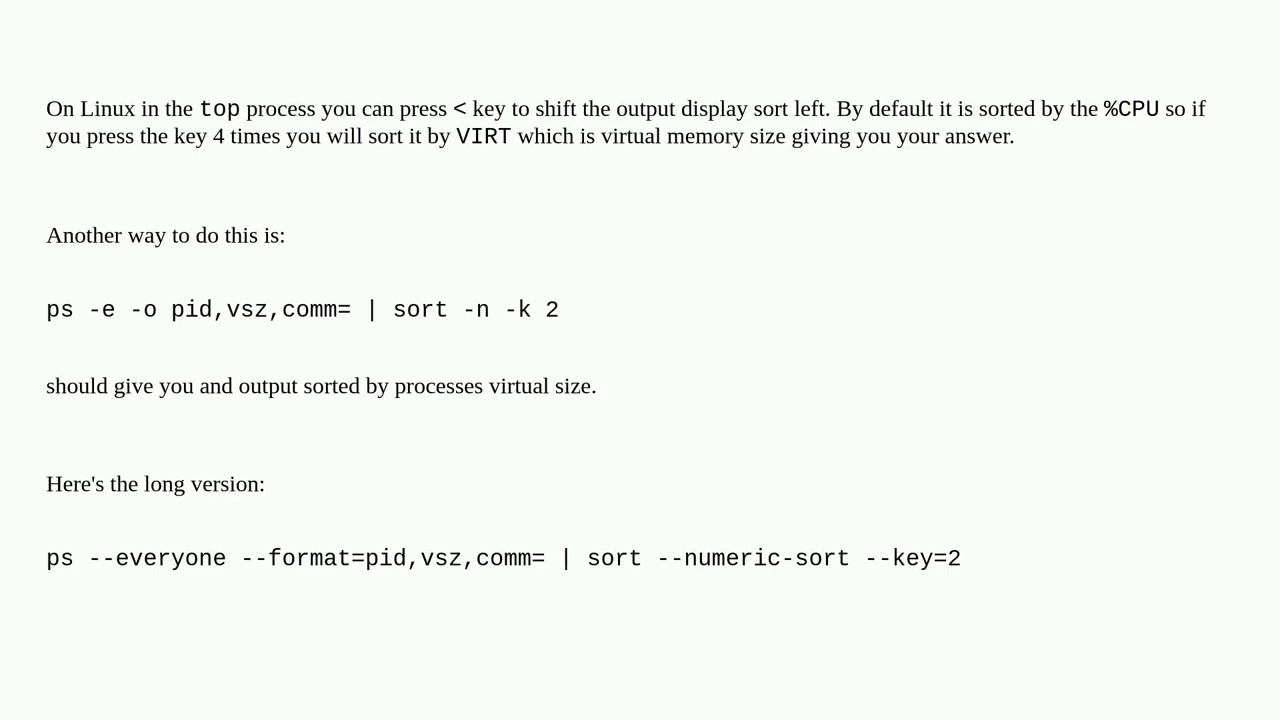 On Linux in the top process you can press < key to shift the output display sort left. By default it is sorted by the %CPU so if
you press the key 4 times you will sort it by VIRT which is virtual memory size giving you your answer.
Another way to do this is:
ps -e -o pid,vsz,comm= | sort -n -k 2
should give you and output sorted by processes virtual size.
Here's the long version:
ps --everyone --format=pid,vsz,comm= | sort --numeric-sort --key=2